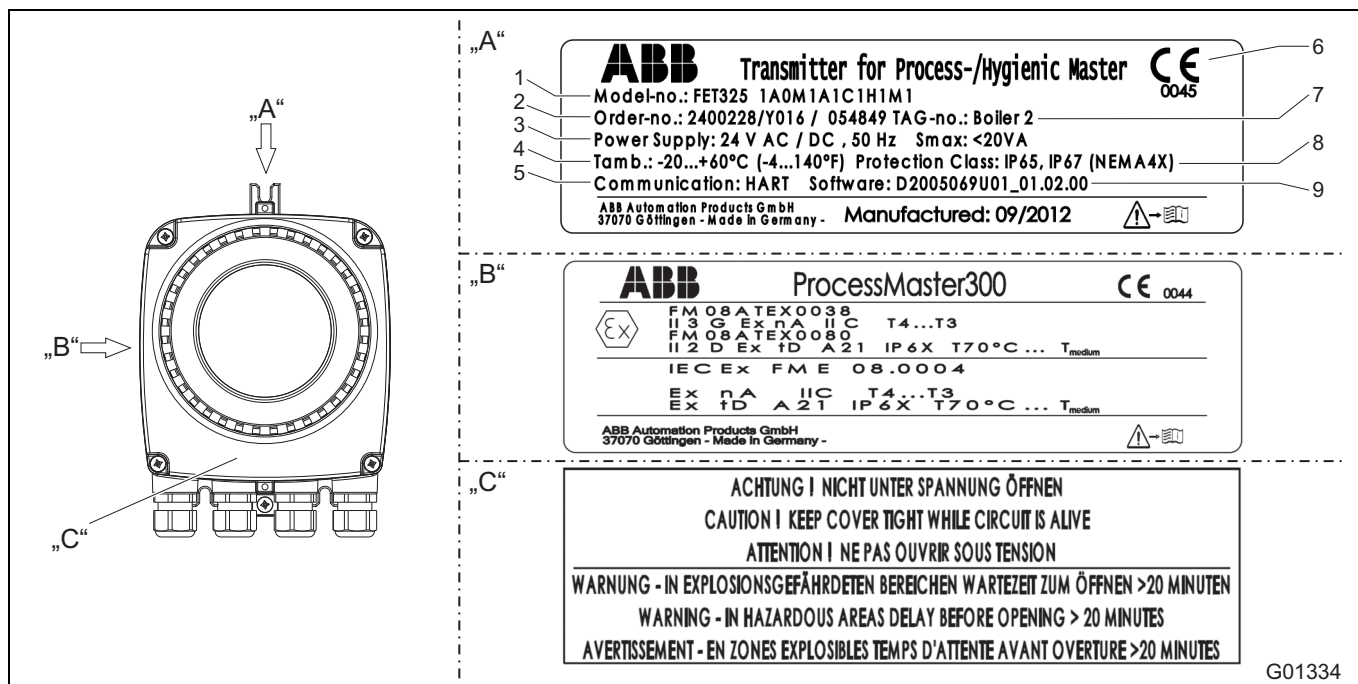 „A“
„B“
„C“
„A“
ABB Transmitter for Process-/Hygienic Master CE
0045
1 Model-no.: FET325 1A0M1A1C1H1M1
2 Order-no.: 2400228/Y016 / 054849 TAG-no.: Boiler 2
3 Power Supply: 24 V AC / DC , 50 Hz Smax: <20VA
4 Tamb.: -20...+60°C (-4...140°F) Protection Class: IP65, IP67 (NEMA4X)
5 Communication: HART Software: D2005069U01_01.02.00
ABB Automation Products GmbH
37070 Göttingen - Made in Germany - Manufactured: 09/2012
6
7
8
9
„B“
ABB ProcessMaster300 CE 0044
Ex
FM 08ATEX0038
II 3 G Ex nA IIC T4...T3
FM 08ATEX0080
II 2 D Ex tD A21 IP6X T70°C ... Tmedium
IECEx FME 08.0004
Ex nA IIC T4...T3
Ex tD A21 IP6X T70°C ... Tmedium
ABB Automation Products GmbH
37070 Göttingen - Made in Germany -
„C“
ACHTUNG ! NICHT UNTER SPANNUNG ÖFFNEN
CAUTION ! KEEP COVER TIGHT WHILE CIRCUIT IS ALIVE
ATTENTION ! NE PAS OUVRIR SOUS TENSION
WARNUNG - IN EXPLOSIONSGEFÄHRDETEN BEREICHEN WARTEZEIT ZUM ÖFFNEN >20 MINUTEN
WARNING - IN HAZARDOUS AREAS DELAY BEFORE OPENING > 20 MINUTES
AVERTISSEMENT - EN ZONES EXPLOSIBLES TEMPS D'ATTENTE AVANT OVERTURE >20 MINUTES
G01334